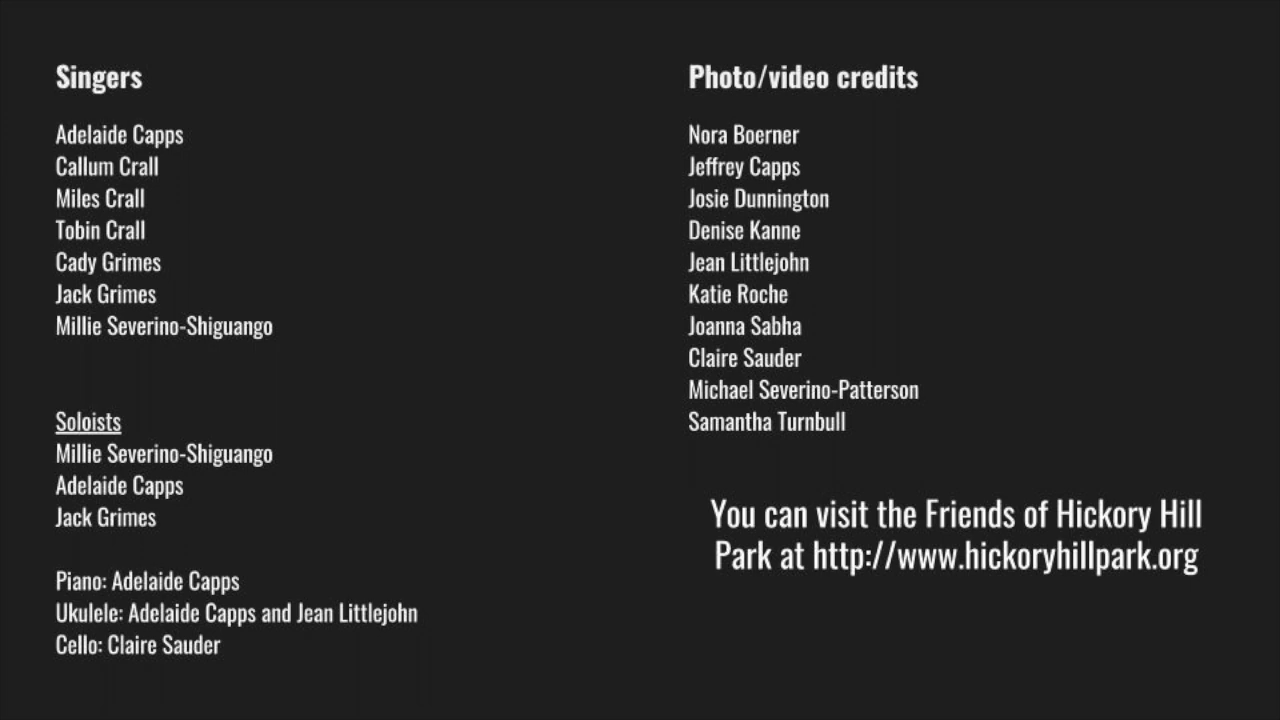 Singers
Adelaide Capps
Callum Crall
Miles Crall
Tobin Crall
Cady Grimes
Jack Grimes
Millie Severino-Shiguango
Soloists
Millie Severino-Shiguango
Adelaide Capps
Jack Grimes
Piano: Adelaide Capps
Ukulele: Adelaide Capps and Jean Littlejohn
Cello: Claire Sauder
Photo/video credits
Nora Boerner
Jeffrey Capps
Josie Dunnington
Denise Kanne
Jean Littlejohn
Katie Roche
Joanna Sabha
Claire Sauder
Michael Severino-Patterson
Samantha Turnbull
You can visit the Friends of Hickory Hill
Park at http://www.hickoryhillpark.org